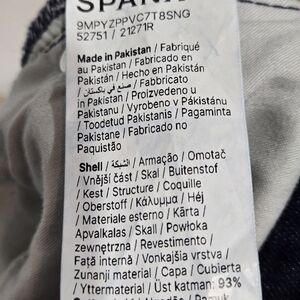 SPANX
9MPYZPPVC7T8SNG
52751 / 21271R
Made in Pakistan / Fabriqué
au Pakistan / Fabricado en
Pakistán / Hecho en Pakistán
/ صنع في باكستان / Fabbricato
in Pakistan / Proizvedeno u
Pakistanu / Vyrobeno v Pákistánu
/ Toodetud Pakistanis / Pagaminta
Pakistane / Fabricado no
Paquistão
Shell / الشبكة / Armação / Omotač
/ Vnější část / Skal / Buitenstof
/ Kest / Structure / Coquille
/ Oberstoff / Κάλυμμα / Héj
/ Materiale esterno / Kārta /
Apvalkalas / Skall / Powłoka
zewnętrzna / Revestimento /
Față internă / Vonkajšia vrstva /
Zunanji material / Capa / Cubierta
/ Yttermaterial / Üst katman: 93%